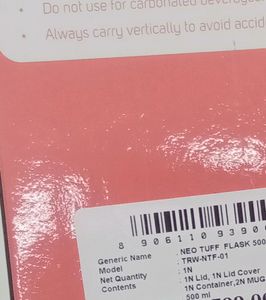 Do not use for carbonated
Always carry vertically to avoid accid
8 906110 9390
Generic Name : NEO TUFF FLASK 500
Model : TRW-NTF-01
Net Quantity : 1N
Contents : 1N Lid, 1N Lid Cover
1N Container, 2N MUG
500 ml